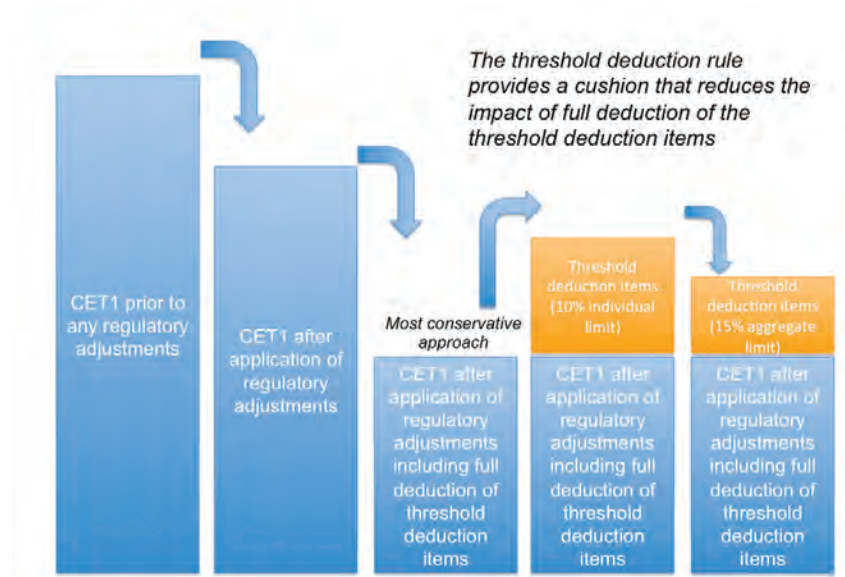 The threshold deduction rule
provides a cushion that reduces the
impact of full deduction of the
threshold deduction items
CET1 prior to
any regulatory
adjustments
CET1 after
application of
regulatory
adjustments
Most conservative
approach
CET1 after
application of
regulatory
adjustments
including full
deduction of
threshold
deduction
items
Threshold
deduction items
(10% individual
limit)
CET1 after
application of
regulatory
adjustments
including full
deduction of
threshold
deduction
items
Threshold
deduction items
(15% aggregate
limit)
CET1 after
application of
regulatory
adjustments
including full
deduction of
threshold
deduction
items